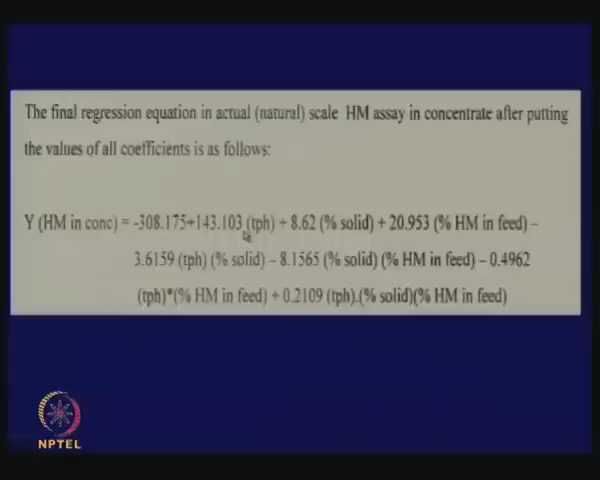 The final regression equation in actual (natural) scale HM assay in concentrate after putting
the values of all coefficients is as follows:
Y (HM in conc) = -308.175+143.103 (tph) + 8.62 (% solid) + 20.953 (% HM in feed) –
3.6159 (tph) (% solid) – 8.1565 (% solid) (% HM in feed) – 0.4962
(tph)*(% HM in feed) + 0.2109 (tph).(% solid)(% HM in feed)
NPTEL